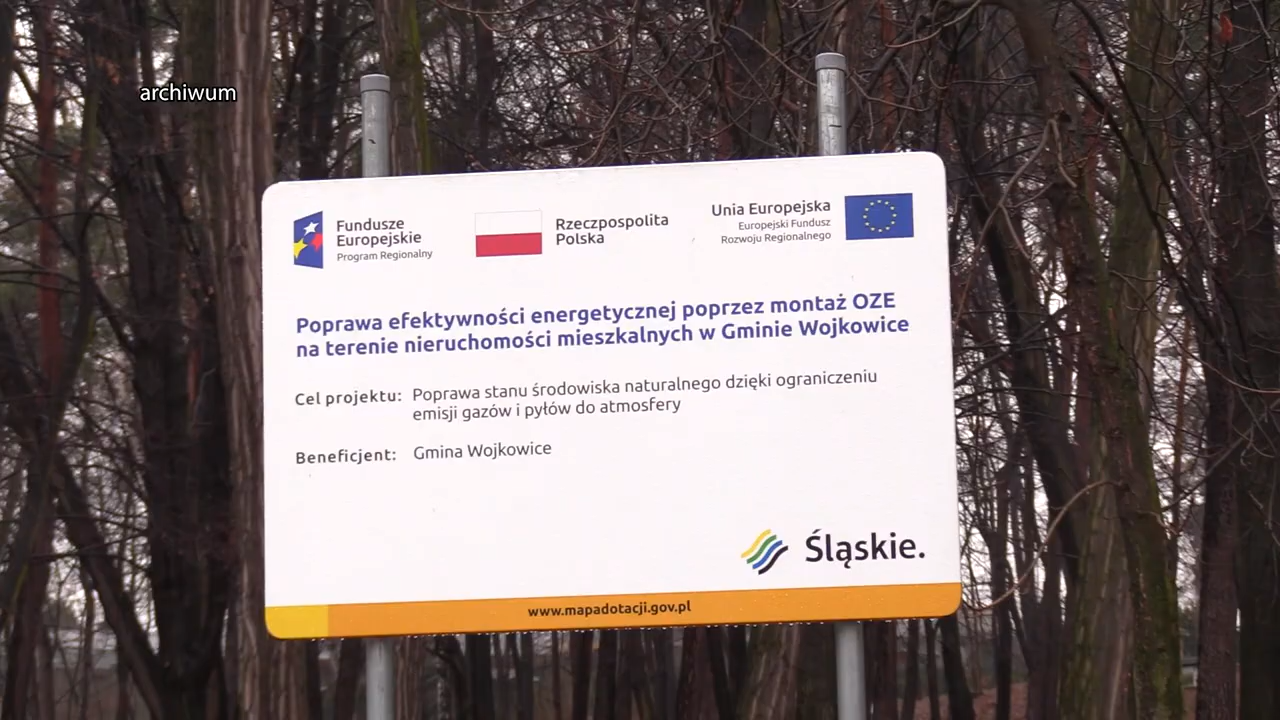 archiwum
Fundusze
Europejskie
Program Regionalny
Rzeczpospolita
Polska
Unia Europejska
Europejski Fundusz
Rozwoju Regionalnego
Poprawa efektywności energetycznej poprzez montaż OZE
na terenie nieruchomości mieszkalnych w Gminie Wojkowice
Cel projektu: Poprawa stanu środowiska naturalnego dzięki ograniczeniu
emisji gazów i pyłów do atmosfery
Beneficjent: Gmina Wojkowice
Śląskie.
www.mapadotacji.gov.pl